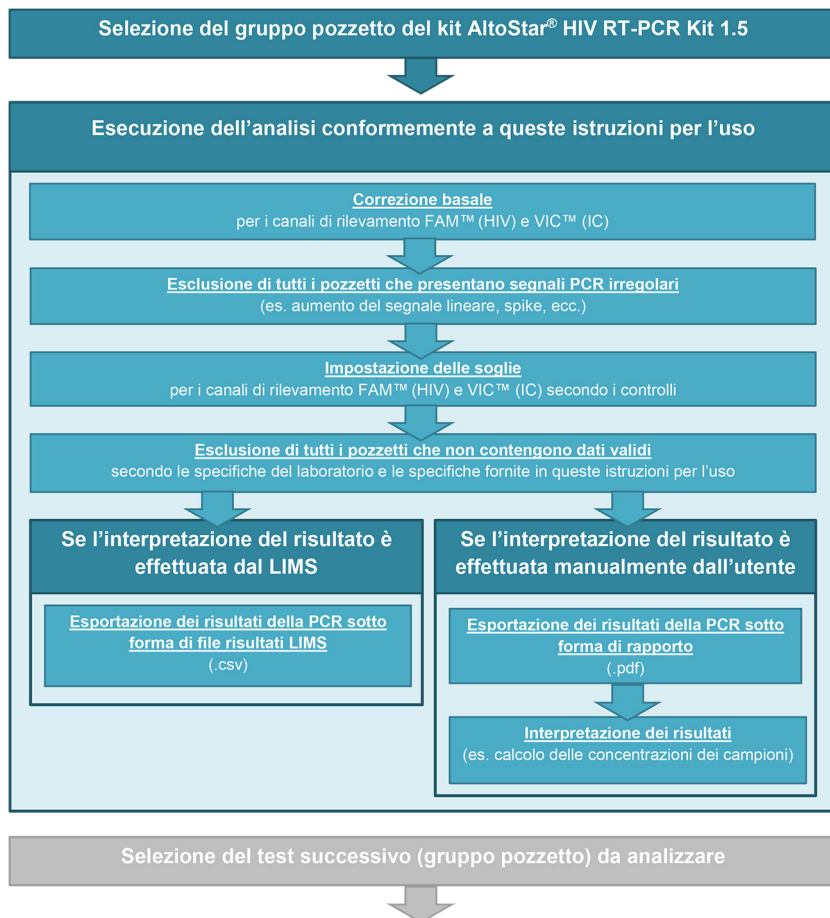 Selezione del gruppo pozzetto del kit AltoStar® HIV RT-PCR Kit 1.5
Esecuzione dell’analisi conformemente a queste istruzioni per l’uso
Correzione basale
per i canali di rilevamento FAM™ (HIV) e VIC™ (IC)
Esclusione di tutti i pozzetti che presentano segnali PCR irregolari
(es. aumento del segnale lineare, spike, ecc.)
Impostazione delle soglie
per i canali di rilevamento FAM™ (HIV) e VIC™ (IC) secondo i controlli
Esclusione di tutti i pozzetti che non contengono dati validi
secondo le specifiche del laboratorio e le specifiche fornite in queste istruzioni per l’uso
Se l’interpretazione del risultato è
effettuata dal LIMS
Esportazione dei risultati della PCR sotto
forma di file risultati LIMS
(.csv)
Se l’interpretazione del risultato è
effettuata manualmente dall’utente
Esportazione dei risultati della PCR sotto
forma di rapporto
(.pdf)
Interpretazione dei risultati
(es. calcolo delle concentrazioni dei campioni)
Selezione del test successivo (gruppo pozzetto) da analizzare